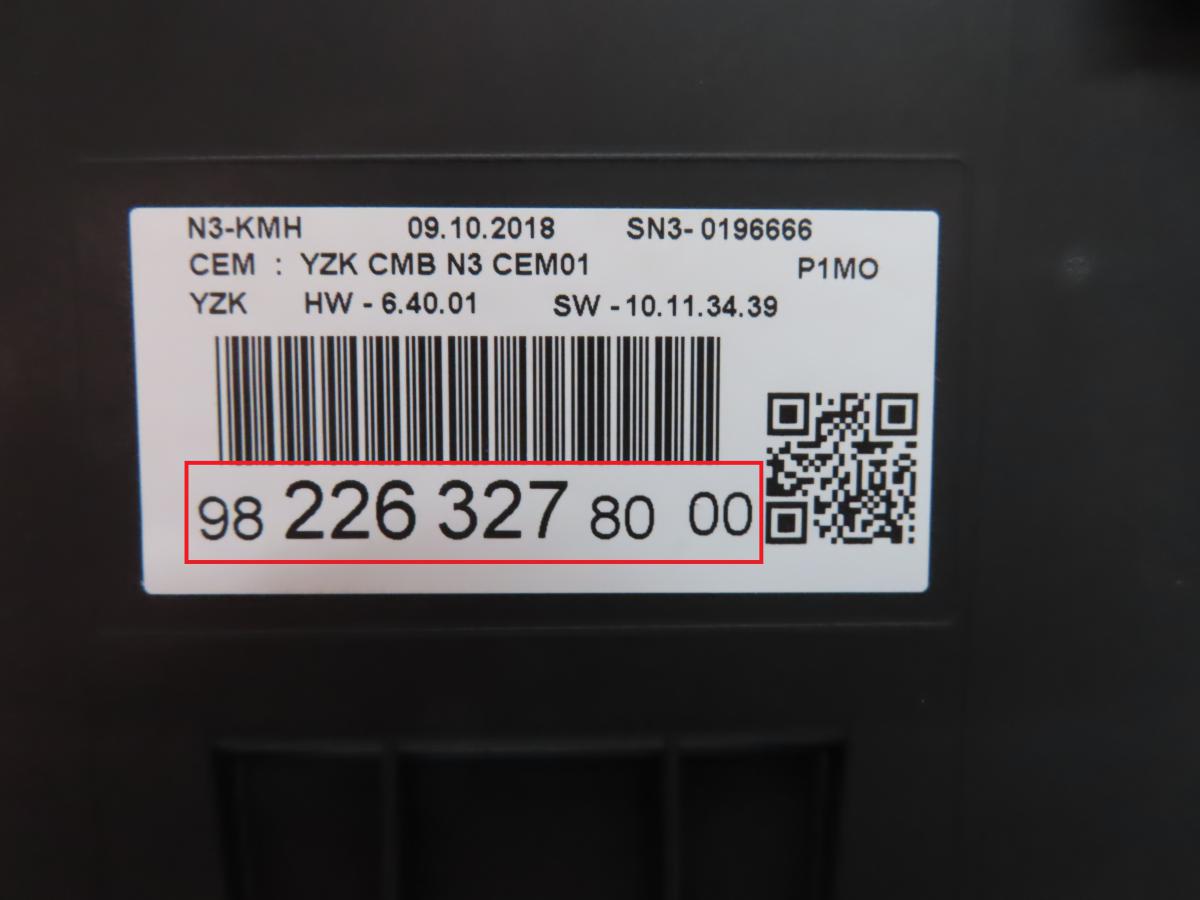 N3-KMH 09.10.2018 SN3- 0196666
CEM : YZK CMB N3 CEM01 P1MO
YZK HW - 6.40.01 SW - 10.11.34.39
98 226 327 80 00